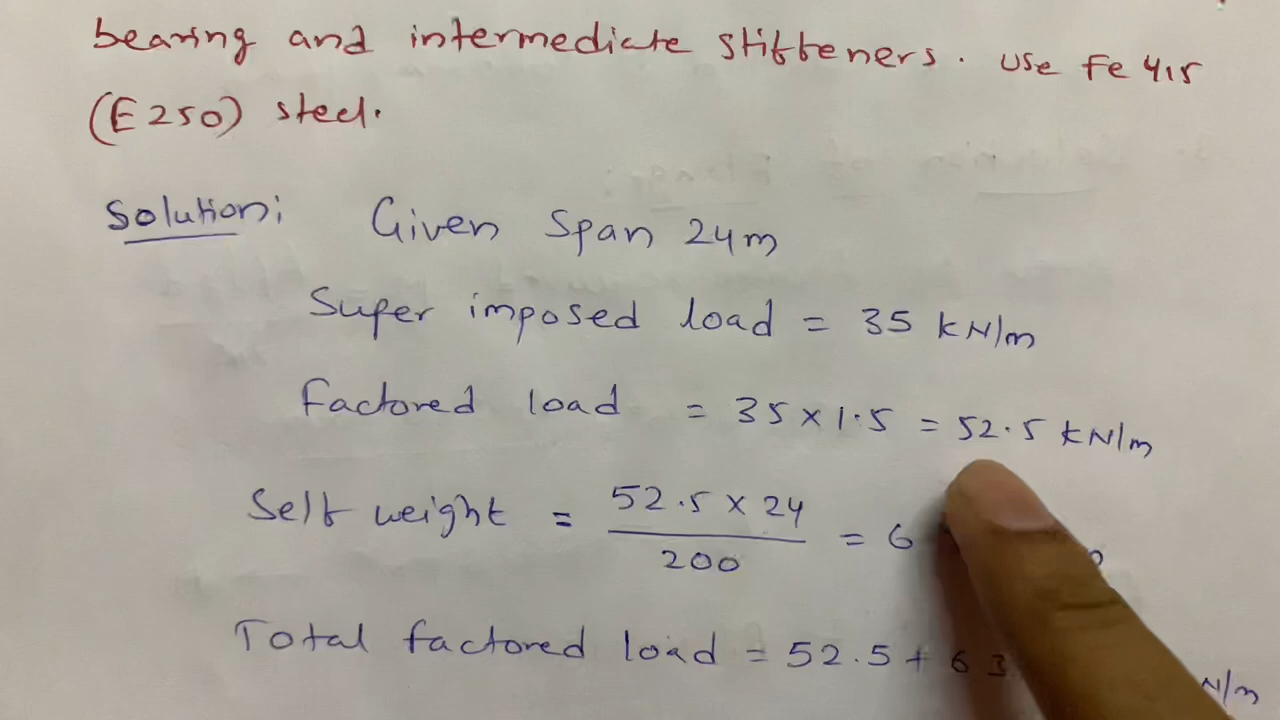 bearing and intermediate stiffeners. Use Fe 415
(E250) steel.
Solution: Given Span 24m
Super imposed load = 35 kN/m
Factored load = 35 × 1.5 = 52.5 kN/m
Self weight = 52.5 × 24 / 200 = 6
Total factored load = 52.5 + 6 3 N/m